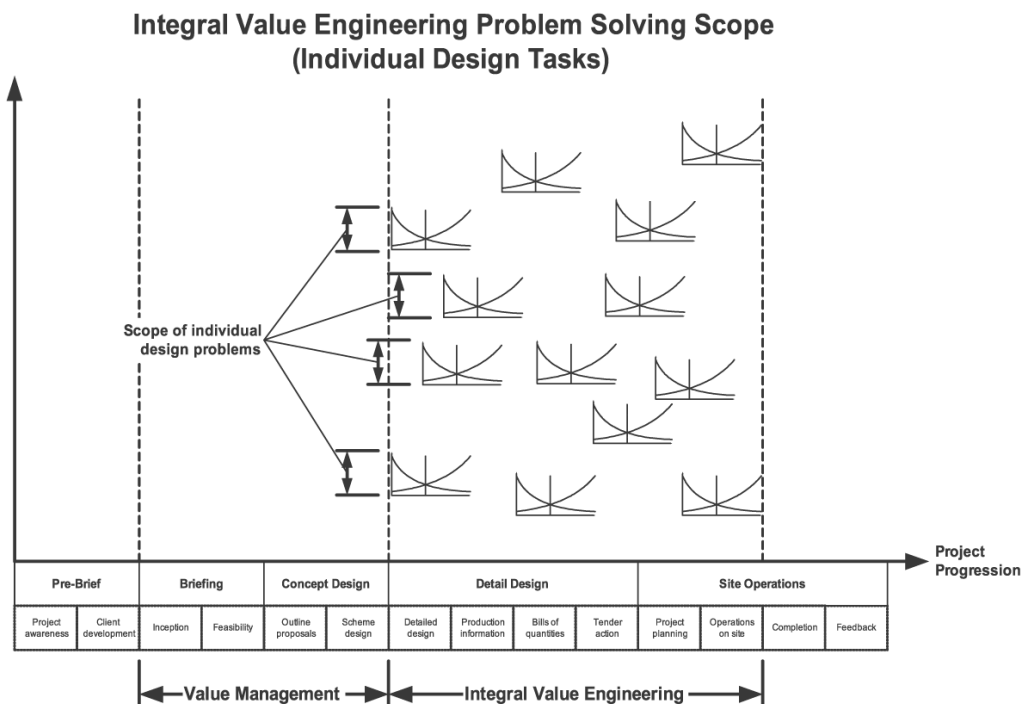 Integral Value Engineering Problem Solving Scope
(Individual Design Tasks)
Scope of individual
design problems
Project
Progression
Pre-Brief
Briefing
Concept Design
Detail Design
Site Operations
Project
awareness
Client
development
Inception
Feasibility
Outline
proposals
Scheme
design
Detailed
design
Production
information
Bills of
quantities
Tender
action
Project
planning
Operations
on site
Completion
Feedback
Value Management
Integral Value Engineering